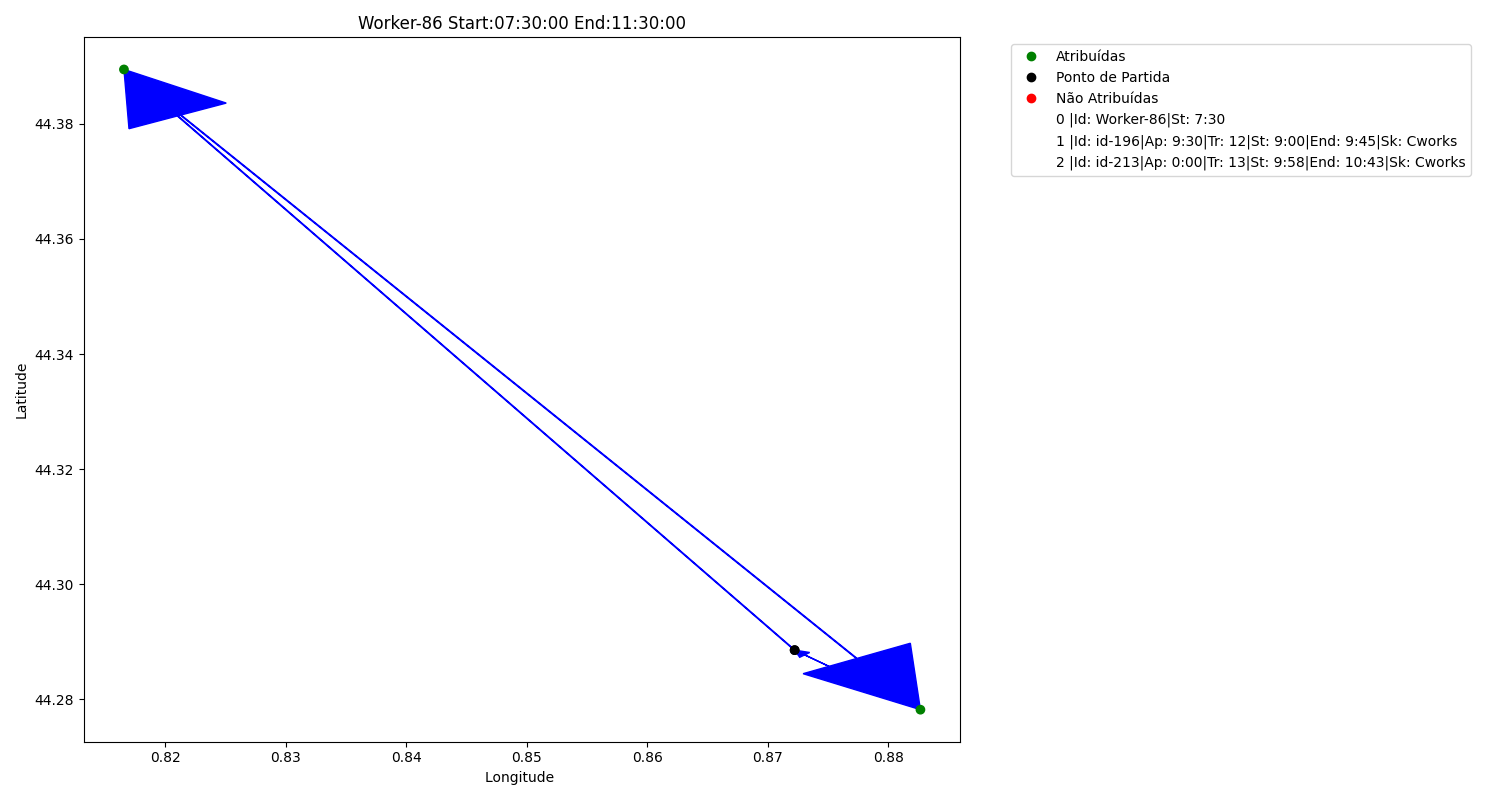 Worker-86 Start:07:30:00 End:11:30:00
Atribuídas
Ponto de Partida
Não Atribuídas
0 |Id: Worker-86|St: 7:30
1 |Id: id-196|Ap: 9:30|Tr: 12|St: 9:00|End: 9:45|Sk: Cworks
2 |Id: id-213|Ap: 0:00|Tr: 13|St: 9:58|End: 10:43|Sk: Cworks
Latitude
44.38
44.36
44.34
44.32
44.30
44.28
0.82 0.83 0.84 0.85 0.86 0.87 0.88
Longitude